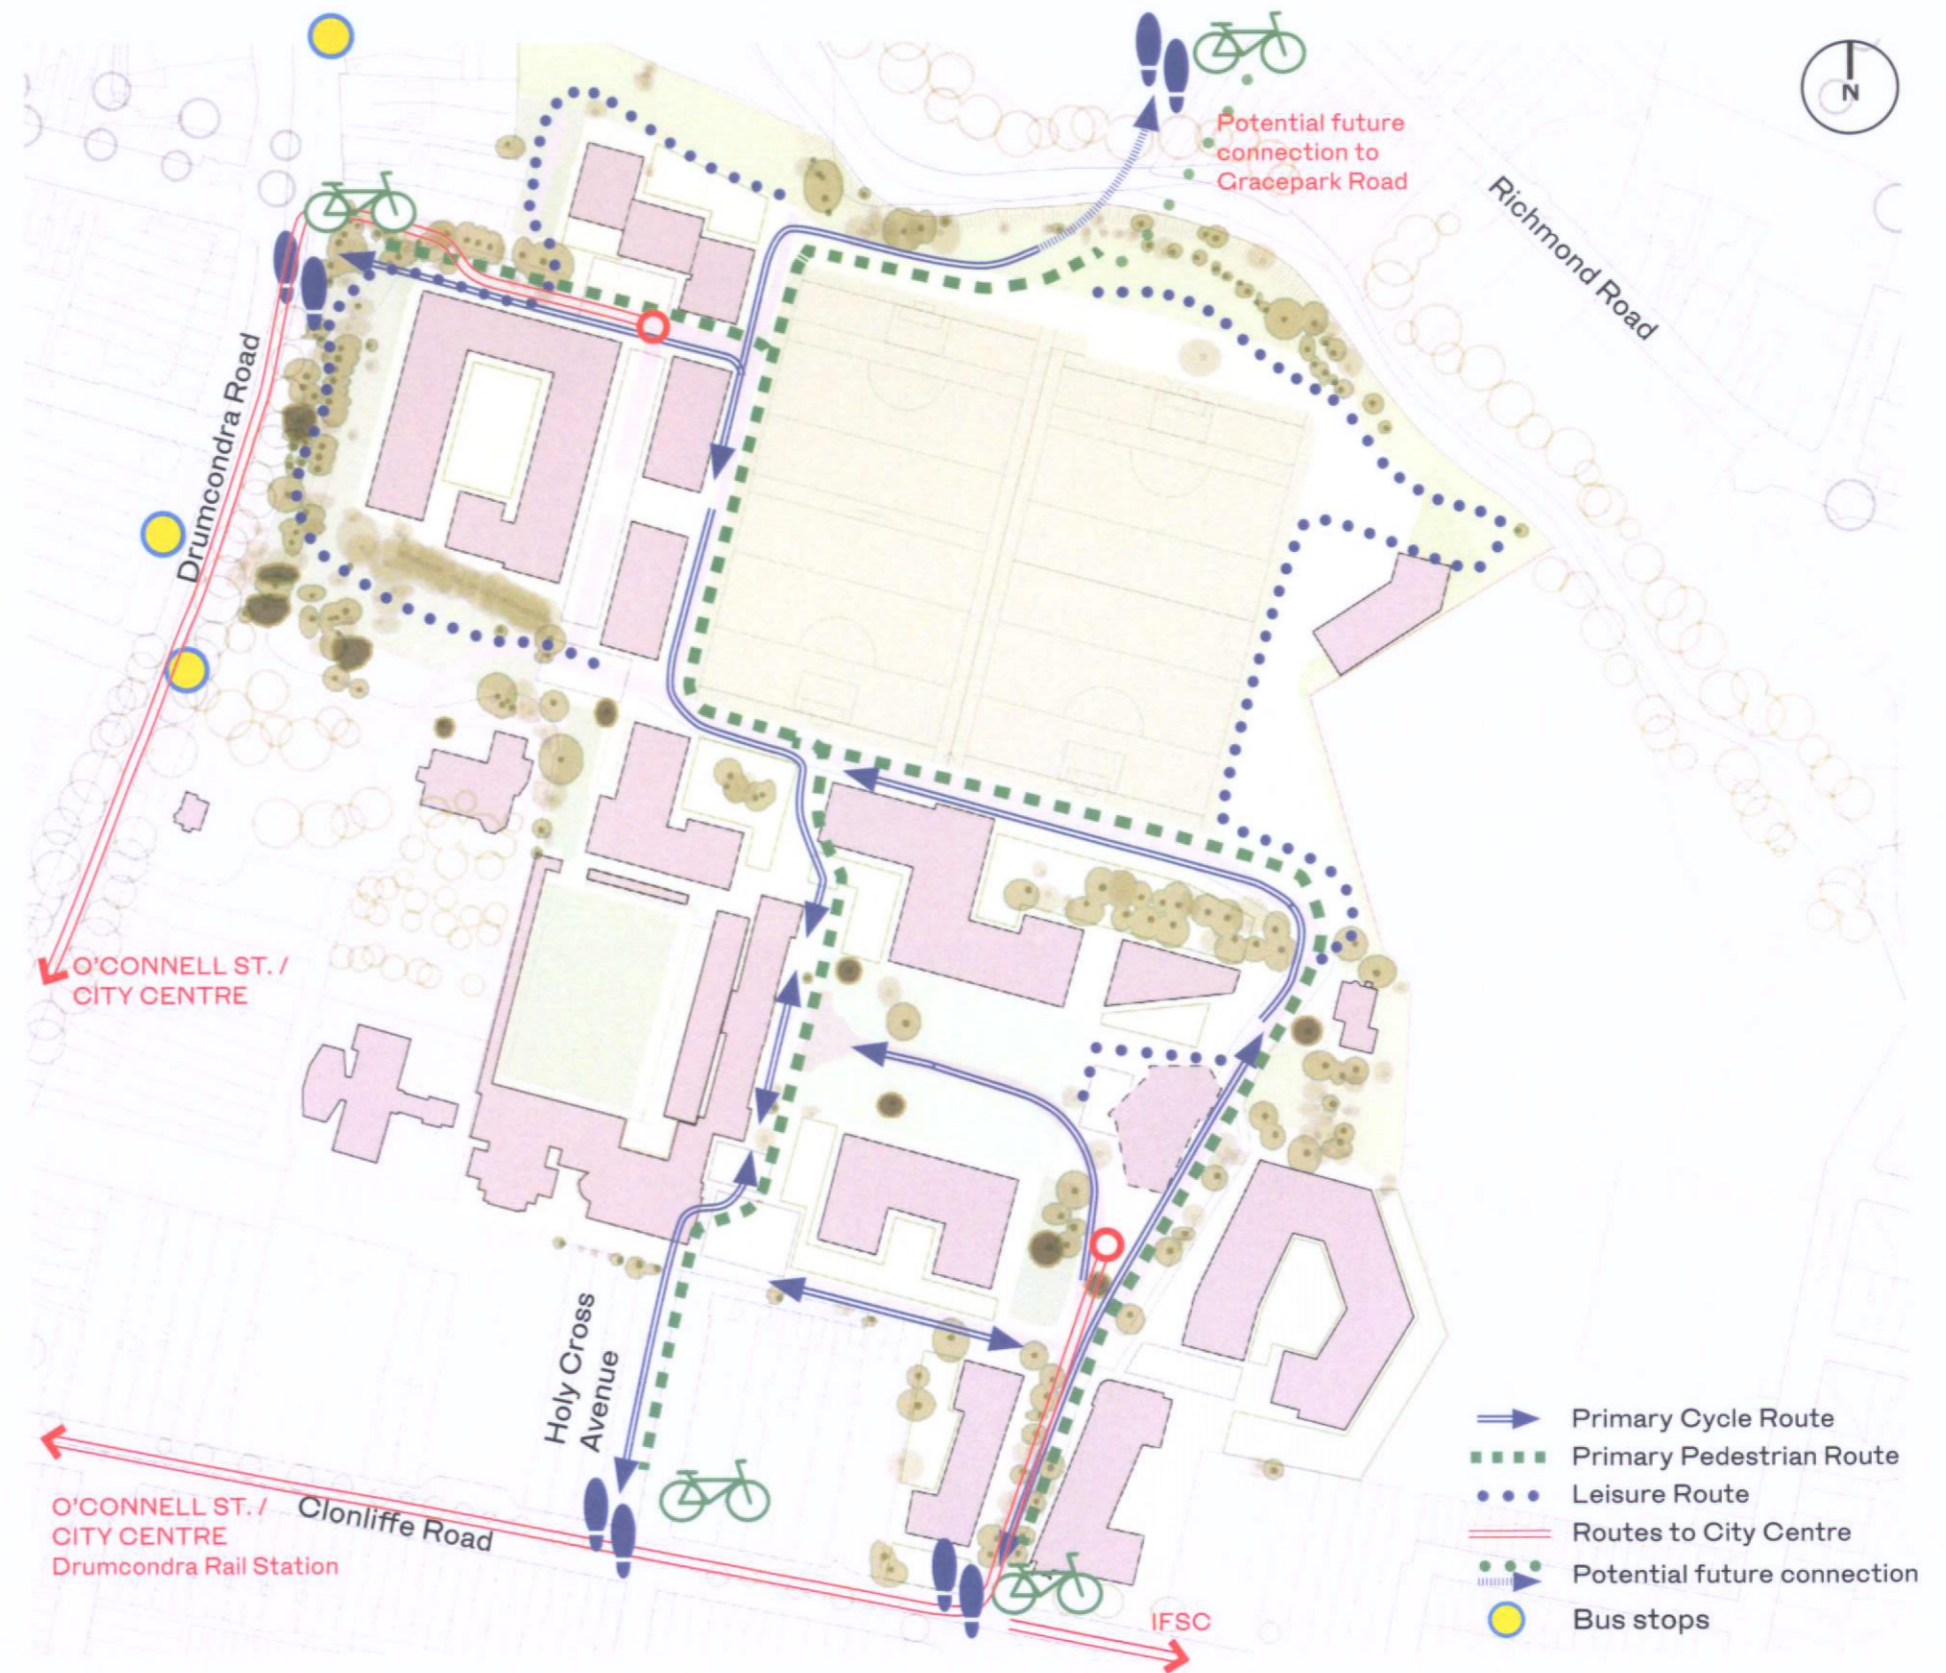 N
Potential future
connection to
Gracepark Road
Richmond Road
Drumcondra Road
O'CONNELL ST. /
CITY CENTRE
Holy Cross
Avenue
O'CONNELL ST. /
CITY CENTRE
Drumcondra Rail Station
Clonliffe Road
IFSC
Primary Cycle Route
Primary Pedestrian Route
Leisure Route
Routes to City Centre
Potential future connection
Bus stops